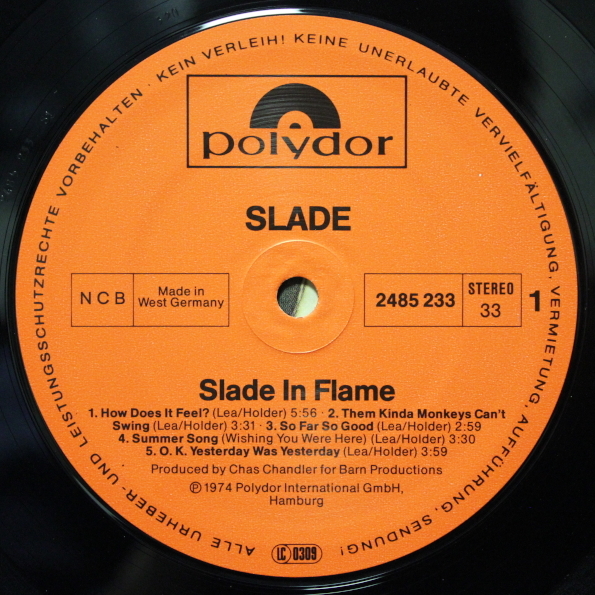 ALLE URHEBER- UND LEISTUNGSSCHUTZRECHTE VORBEHALTEN · KEIN VERLEIH! KEINE UNERLAUBTE VERVIELFÄLTIGUNG, VERMIETUNG, AUFFÜHRUNG, SENDUNG!
polydor
SLADE
NCB
Made in
West Germany
2485 233
STEREO
33
1
Slade In Flame
1. How Does It Feel? (Lea/Holder) 5:56 · 2. Them Kinda Monkeys Can't
Swing (Lea/Holder) 3:31 · 3. So Far So Good (Lea/Holder) 2:59
4. Summer Song (Wishing You Were Here) (Lea/Holder) 3:30
5. O. K. Yesterday Was Yesterday (Lea/Holder) 3:59
Produced by Chas Chandler for Barn Productions
℗ 1974 Polydor International GmbH,
Hamburg
LC 0309